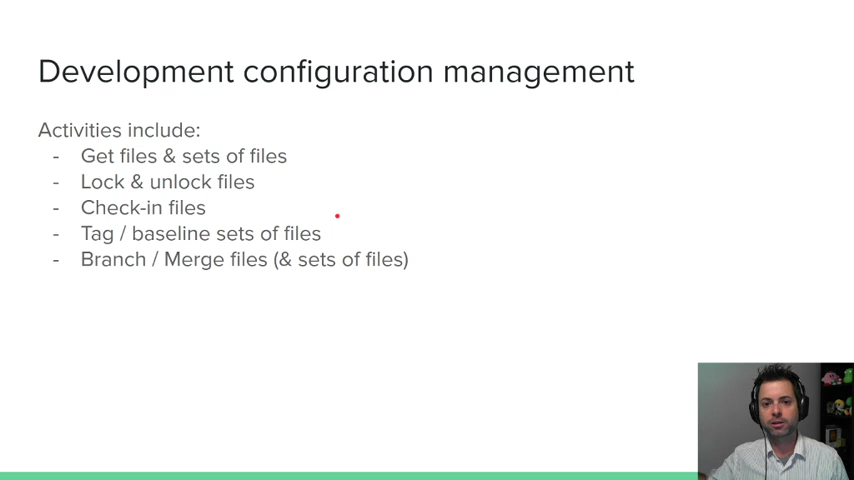 Development configuration management
Activities include:
- Get files & sets of files
- Lock & unlock files
- Check-in files
- Tag / baseline sets of files
- Branch / Merge files (& sets of files)